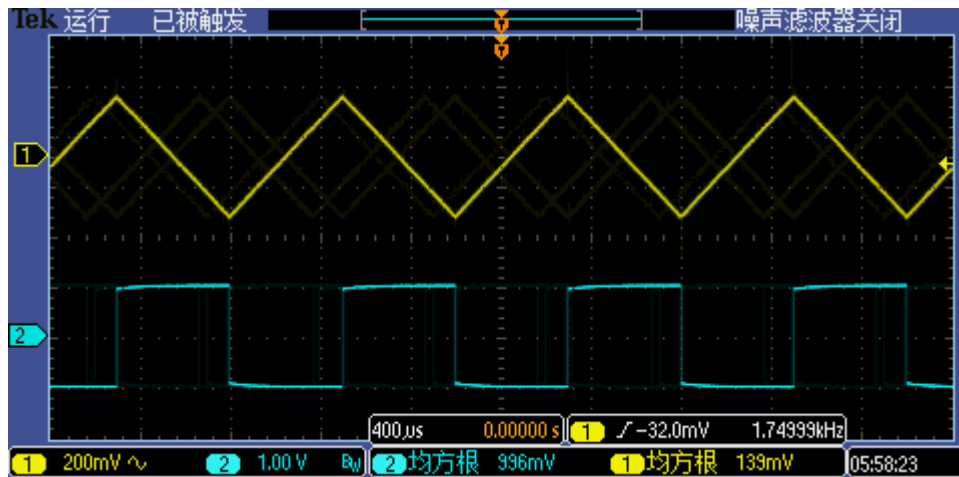 Tek 运行 已被触发 T 噪声滤波器关闭
T
1
2
400µs 0.00000 s 1 ∫ -32.0mV 1.74999kHz
1 200mV ∿ 2 1.00 V BW 2 均方根 996mV 1 均方根 139mV 05:58:23